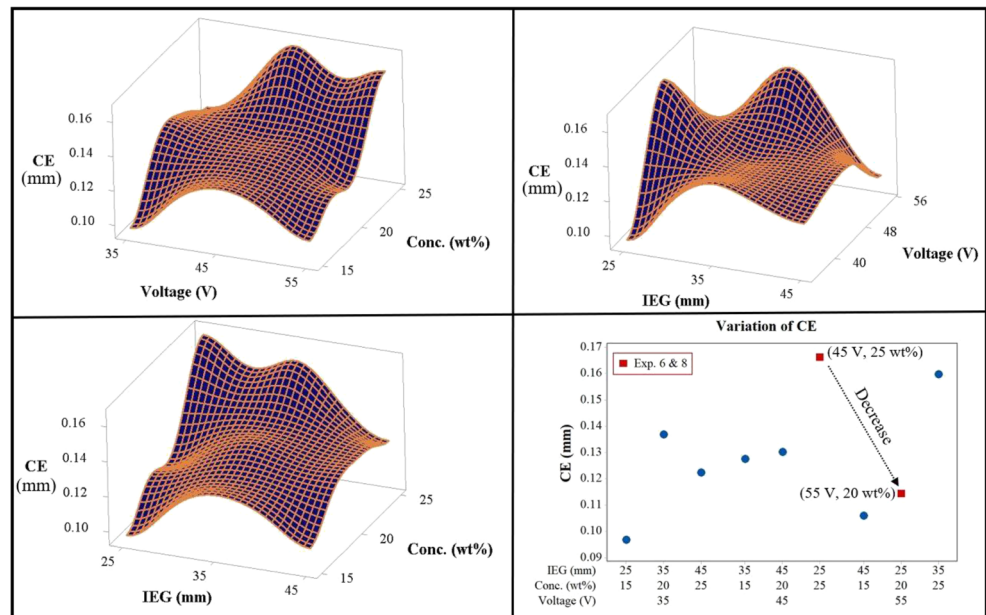 0.16
0.14
CE
(mm)
0.12
0.10
35
45
55
Voltage (V)
15
20
25
Conc. (wt%)
0.16
0.14
CE
(mm)
0.12
0.10
25
35
45
IEG (mm)
40
48
56
Voltage (V)
0.16
0.14
CE
(mm)
0.12
0.10
25
35
45
IEG (mm)
15
20
25
Conc. (wt%)
Variation of CE
Exp. 6 & 8
(45 V, 25 wt%)
Decrease
(55 V, 20 wt%)
CE (mm)
0.17
0.16
0.15
0.14
0.13
0.12
0.11
0.10
0.09
IEG (mm) 25 35 45 35 45 25 45 25 35
Conc. (wt%) 15 20 25 15 20 25 15 20 25
Voltage (V) 35 45 55